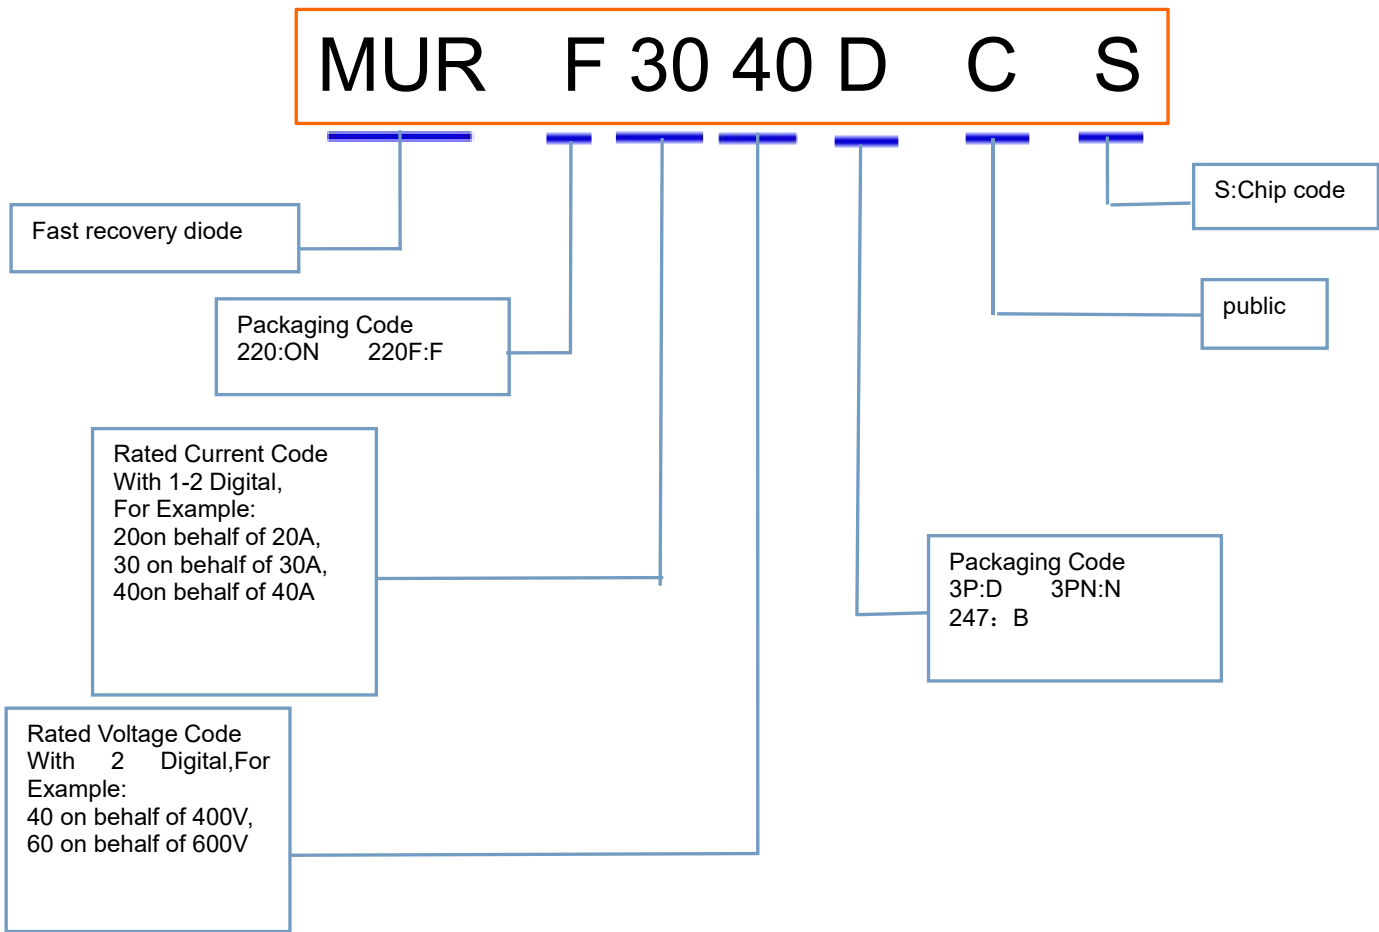 MUR F 30 40 D C S
S:Chip code
Fast recovery diode
public
Packaging Code
220:ON 220F:F
Rated Current Code
With 1-2 Digital,
For Example:
20on behalf of 20A,
30 on behalf of 30A,
40on behalf of 40A
Packaging Code
3P:D 3PN:N
247：B
Rated Voltage Code
With 2 Digital,For
Example:
40 on behalf of 400V,
60 on behalf of 600V